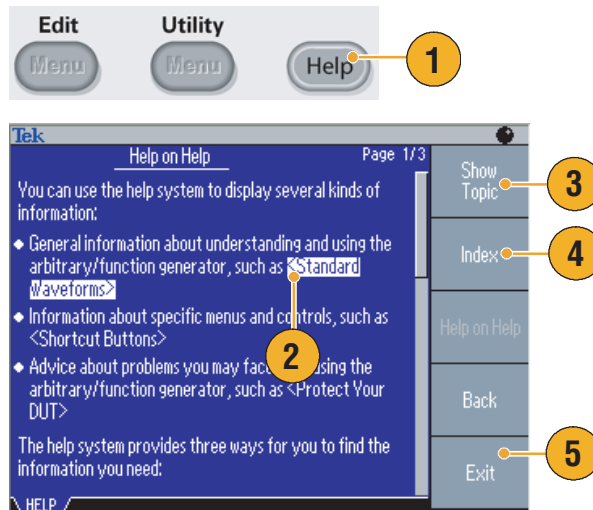 Edit Utility
Menu Menu Help 1
Tek
Help on Help Page 1/3
You can use the help system to display several kinds of
information:
◆ General information about understanding and using the
arbitrary/function generator, such as <Standard
Waveforms>
◆ Information about specific menus and controls, such as
<Shortcut Buttons>
◆ Advice about problems you may face using the
arbitrary/function generator, such as <Protect Your
DUT>
The help system provides three ways for you to find the
information you need:
HELP
2
Show
Topic 3
Index 4
Help on Help
Back
Exit 5